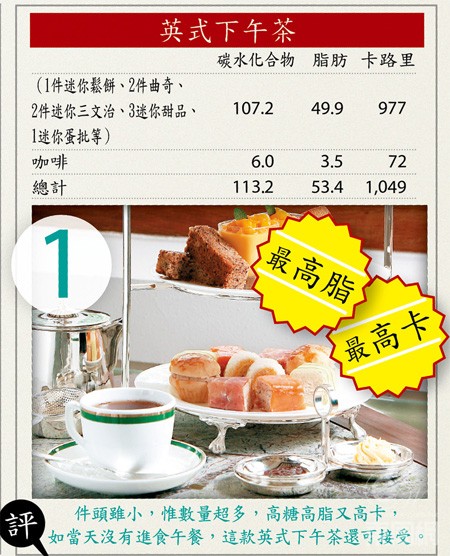 英式下午茶
碳水化合物 脂肪 卡路里
（1件迷你鬆餅、2件曲奇、
2件迷你三文治、3迷你甜品、 107.2 49.9 977
1迷你蛋批等）
咖啡 6.0 3.5 72
總計 113.2 53.4 1,049
1
最高脂
最高卡
評
件頭雖小，惟數量超多，高糖高脂又高卡，
如當天沒有進食午餐，這款英式下午茶還可接受。